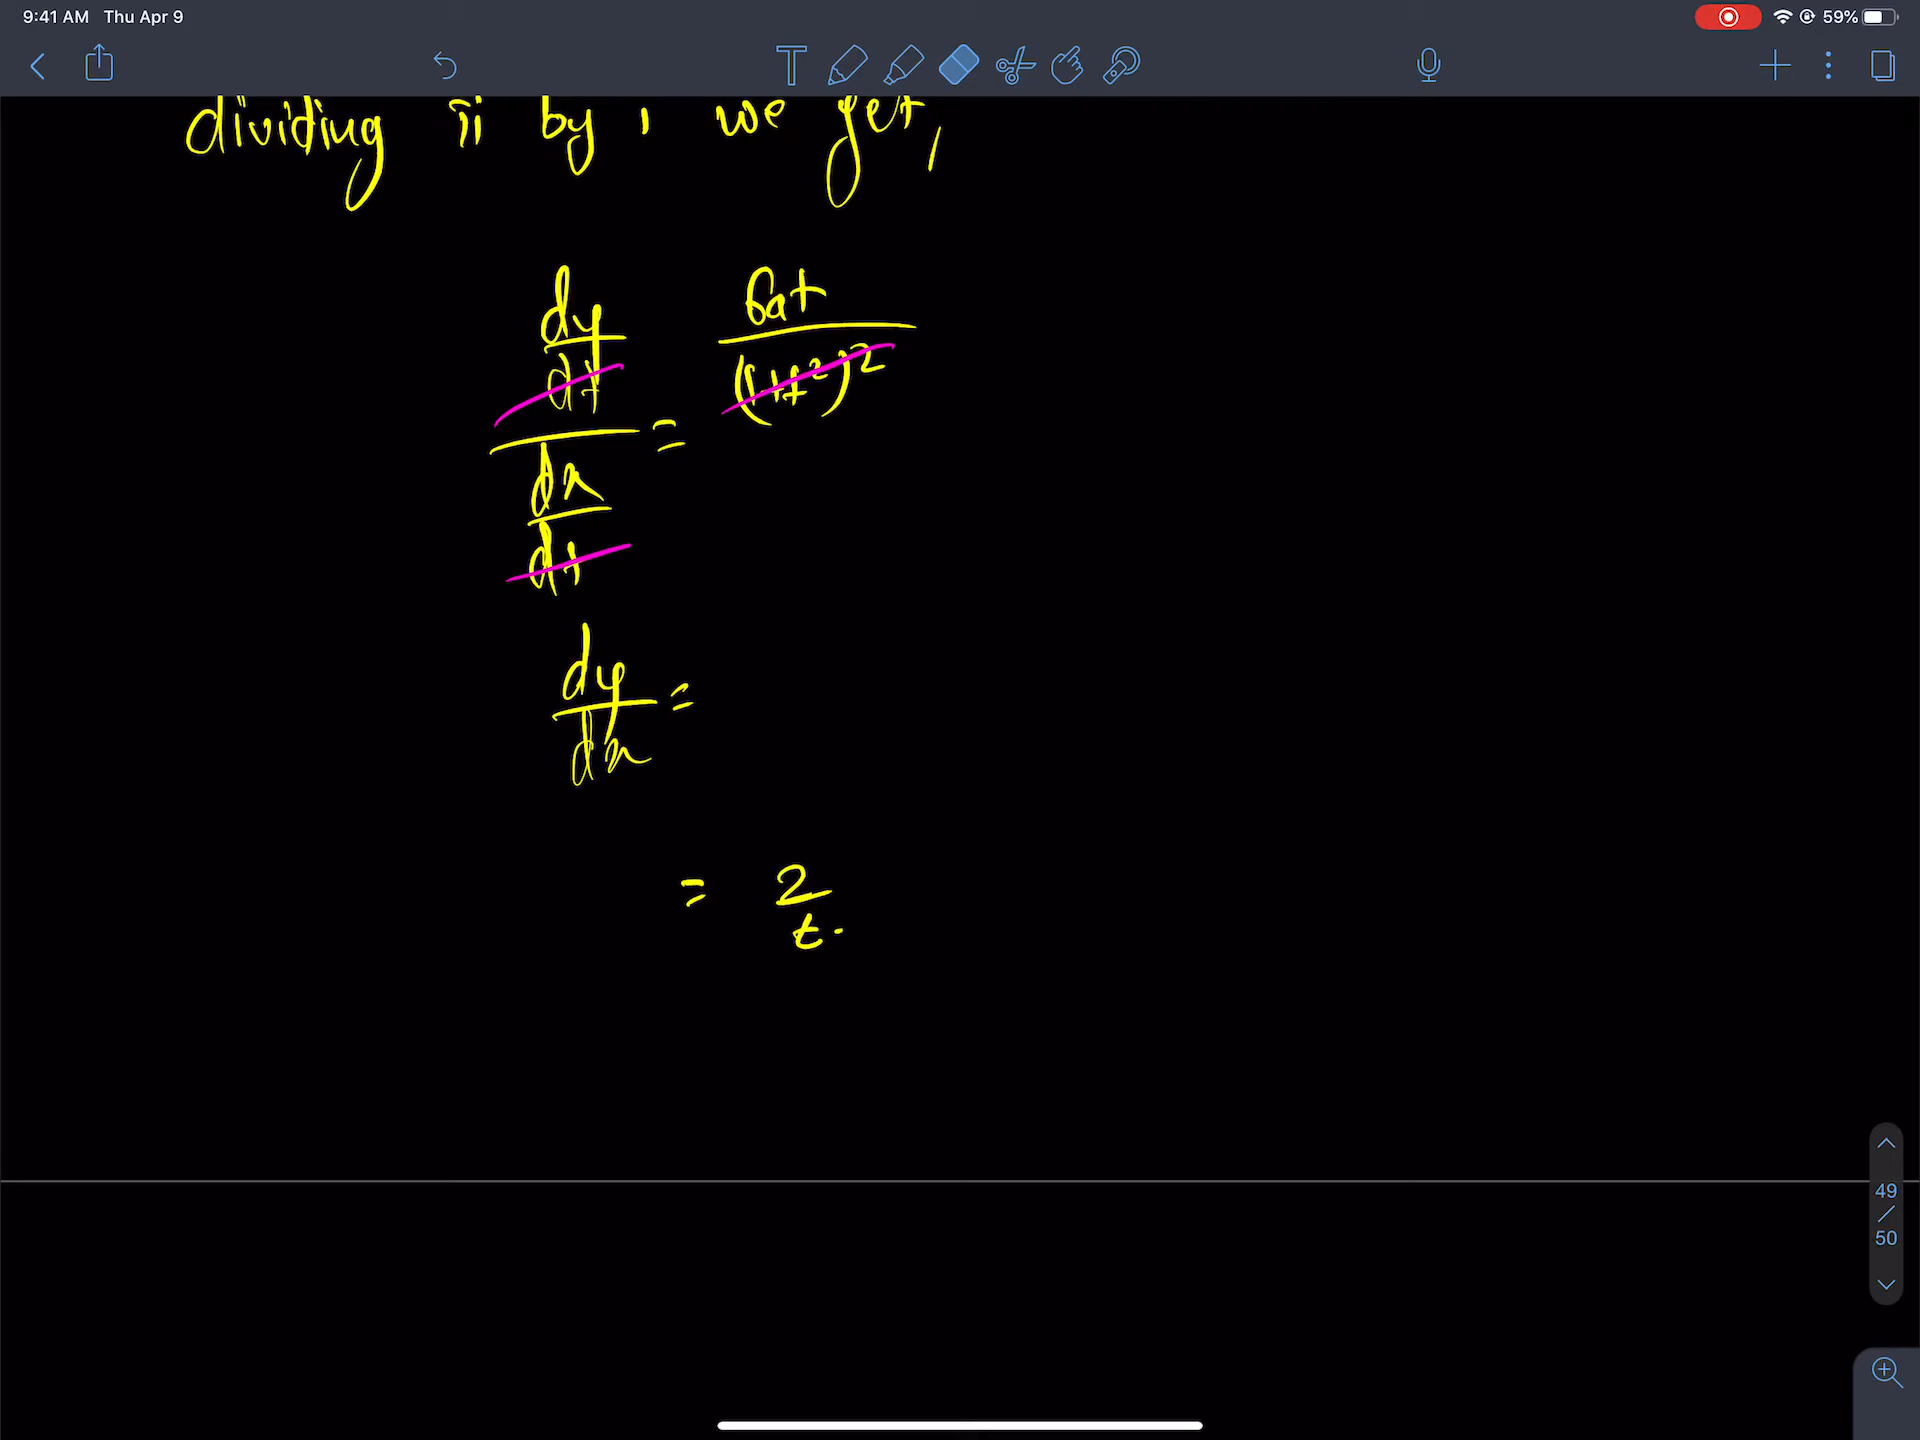 9:41 AM Thu Apr 9
59%
T
dividing ii by 1 we get,
dy
dt
6at
(1+t²)²
=
dx
dt
dy
dx
=
= 2
t.
49
/
50